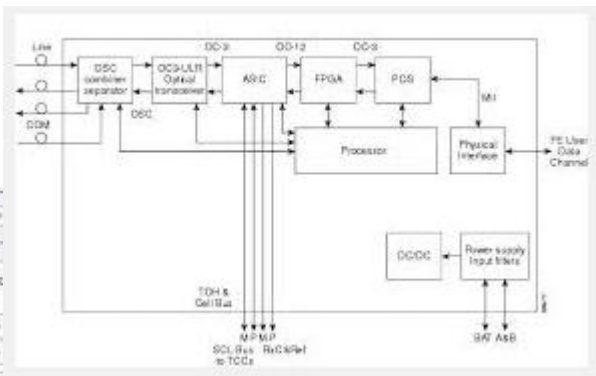 Line
OC-3
OC-12
OC-3
OSC
combiner
separator
OC3-ULR
Optical
transceiver
ASIC
FPGA
POS
OSC
COM
MII
Processor
Physical
Interface
FE User
Data
Channel
DC/DC
Power supply
Input filters
TOH &
Cell Bus
M P M P
SCL Bus
to TCCs
RxClkRef
BAT A&B